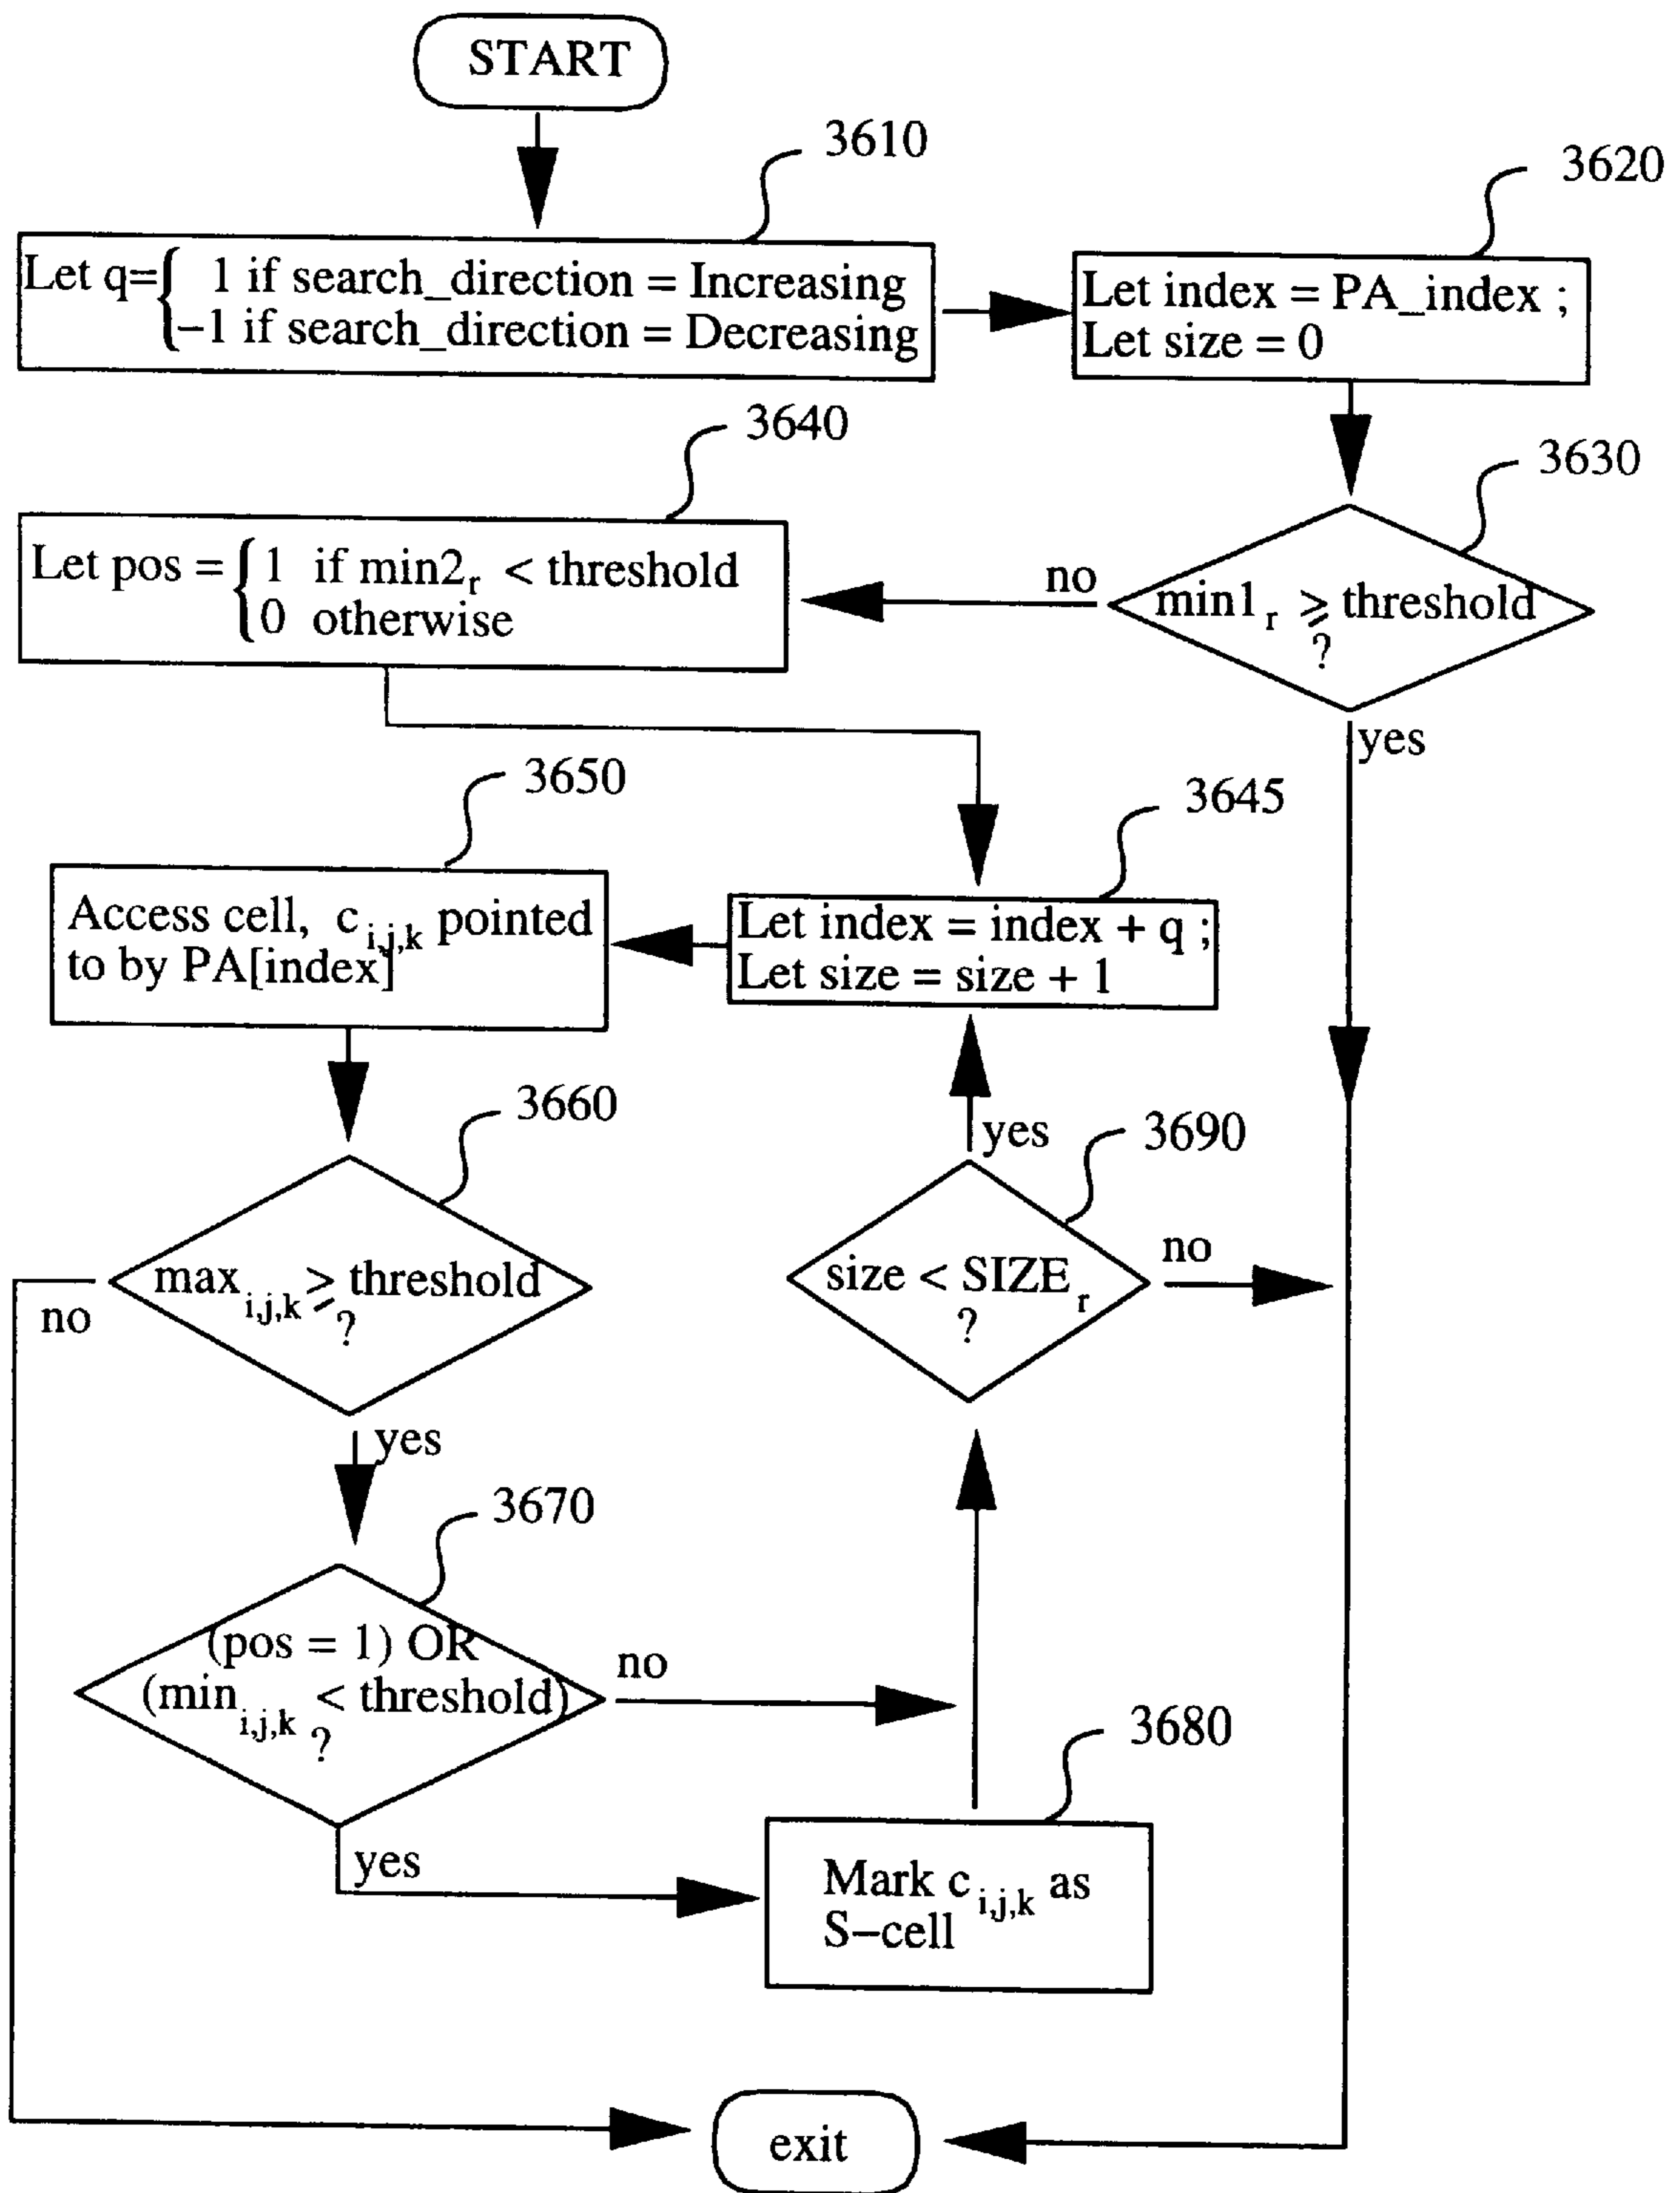 START
3610
3620
Let q={ 1 if search_direction = Increasing
−1 if search_direction = Decreasing
Let index = PA_index ;
Let size = 0
3640
3630
Let pos = { 1 if min2r < threshold
0 otherwise
no
min1r ⩾ threshold
?
yes
3650
3645
Access cell, ci,j,k pointed
to by PA[index]
Let index = index + q ;
Let size = size + 1
3660
yes
3690
maxi,j,k ⩾ threshold
?
no
size < SIZEr
?
no
yes
3670
(pos = 1) OR
(mini,j,k < threshold)
?
no
3680
yes
Mark ci,j,k as
S−cell
exit